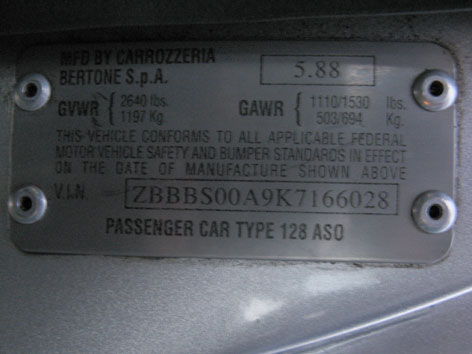 MFD BY CARROZZERIA
BERTONE S.p.A.
5.88
GVWR { 2640 lbs.
1197 Kg.
GAWR { 1110/1530 lbs.
503/694 Kg.
THIS VEHICLE CONFORMS TO ALL APPLICABLE FEDERAL
MOTOR VEHICLE SAFETY AND BUMPER STANDARDS IN EFFECT
ON THE DATE OF MANUFACTURE SHOWN ABOVE
V.I.N. ZBBBS00A9K7166028
PASSENGER CAR TYPE 128 ASO